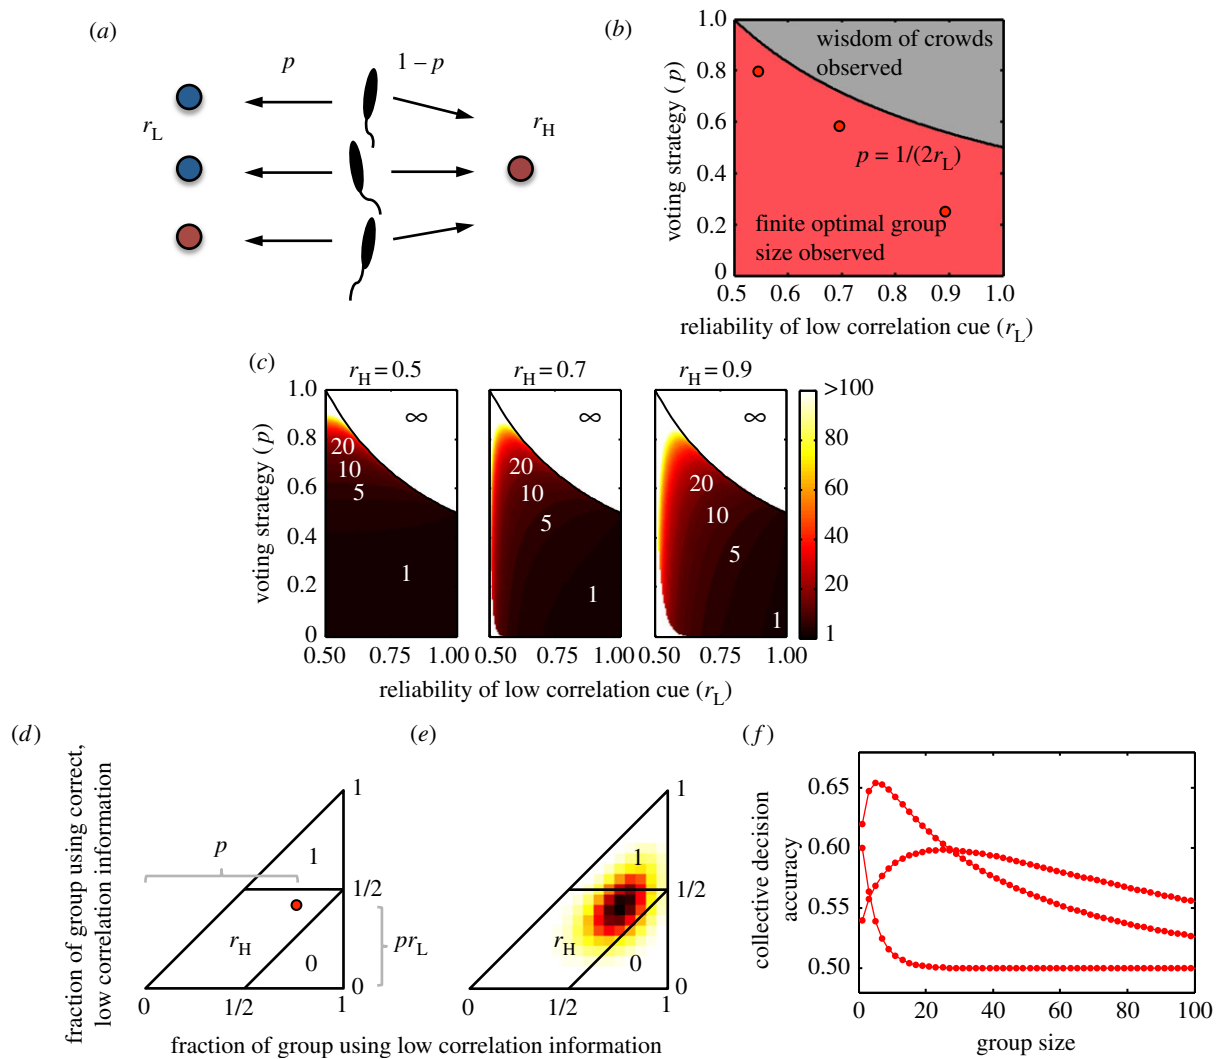 (a)
p
1 – p
r_L
r_H
(b)
voting strategy (p)
1.0
0.8
0.6
0.4
0.2
0
wisdom of crowds
observed
p = 1/(2r_L)
finite optimal group
size observed
0.5 0.6 0.7 0.8 0.9 1.0
reliability of low correlation cue (r_L)
(c)
r_H = 0.5
r_H = 0.7
r_H = 0.9
voting strategy (p)
1.0
0.8
0.6
0.4
0.2
0
∞
20
10
5
1
∞
20
10
5
1
∞
20
10
5
1
>100
80
60
40
20
1
0.50 0.75 1.00
0.50 0.75 1.00
0.50 0.75 1.00
reliability of low correlation cue (r_L)
(d)
fraction of group using correct,
low correlation information
1
p
1
1/2
r_H
0
pr_L
0
0 1/2 1
(e)
1
1
1/2
r_H
0
0
0 1/2 1
fraction of group using low correlation information
(f)
collective decision
accuracy
0.65
0.60
0.55
0.50
0 20 40 60 80 100
group size